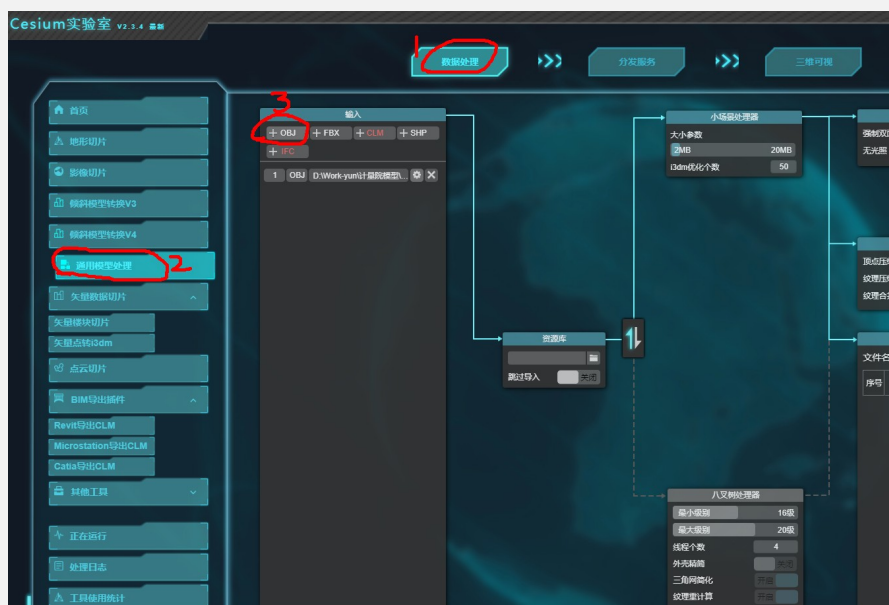 Cesium实验室 V2.3.4 最新
1
数据处理
分发服务
三维可视
首页
地形切片
影像切片
倾斜模型转换V3
倾斜模型转换V4
通用模型处理
2
矢量数据切片
矢量楼块切片
矢量点转i3dm
点云切片
BIM导出插件
Revit导出CLM
Microstation导出CLM
Catia导出CLM
其他工具
正在运行
处理日志
工具使用统计
3
输入
+ OBJ
+ FBX
+ CLM
+ SHP
+ IFC
1 OBJ D:\Work-yun\计量院模型\...
资源库
跳过导入 关闭
小场景处理器
大小参数
2MB 20MB
i3dm优化个数 50
八叉树处理器
最小级别 16级
最大级别 20级
线程个数 4
外壳精简 关闭
三角网简化 开启
纹理重计算 开启
强制双
无光照
顶点压
纹理压
纹理合
文件名
序号